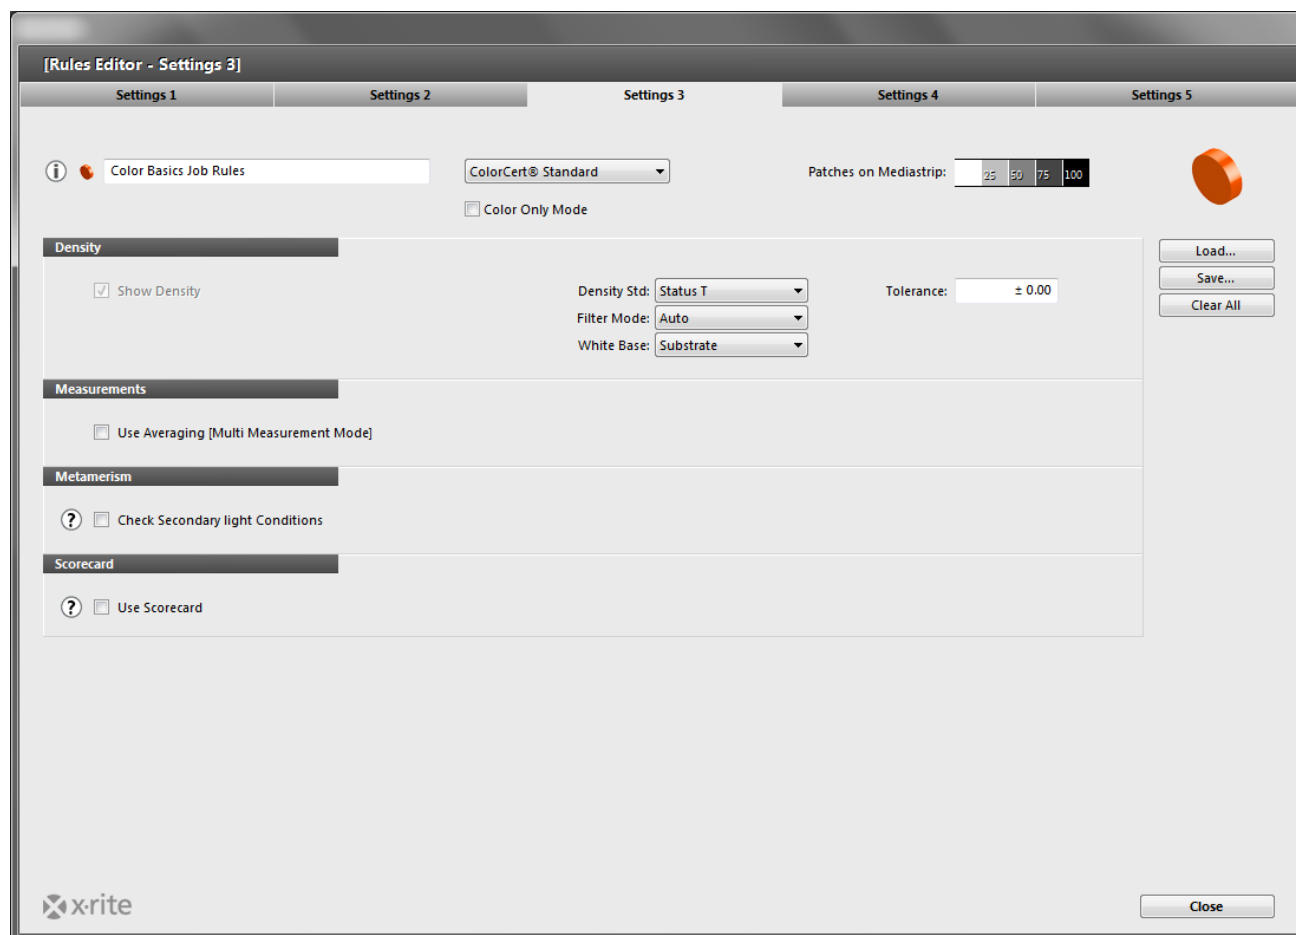 [Rules Editor - Settings 3]
Settings 1 Settings 2 Settings 3 Settings 4 Settings 5
Color Basics Job Rules ColorCert® Standard Patches on Mediastrip: 25 50 75 100
Color Only Mode
Density
Load...
Show Density Density Std: Status T Tolerance: ± 0.00
Save...
Filter Mode: Auto
Clear All
White Base: Substrate
Measurements
Use Averaging [Multi Measurement Mode]
Metamerism
? Check Secondary light Conditions
Scorecard
? Use Scorecard
x·rite
Close